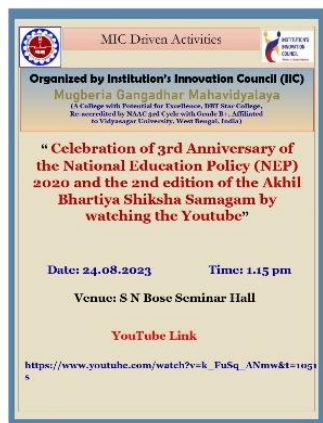 MIC Driven Activities
INSTITUTION'S
INNOVATION
COUNCIL
Organized by Institution's Innovation Council (IIC)
Mugberia Gangadhar Mahavidyalaya
(A College with Potential for Excellence, DBT Star College,
Re-accredited by NAAC 3rd Cycle with Grade B+, Affiliated
to Vidyasagar University, West Bengal, India)
“ Celebration of 3rd Anniversary of
the National Education Policy (NEP)
2020 and the 2nd edition of the Akhil
Bhartiya Shiksha Samagam by
watching the Youtube”
Date: 24.08.2023 Time: 1.15 pm
Venue: S N Bose Seminar Hall
YouTube Link
https://www.youtube.com/watch?v=k_FuSq_ANmw&t=1051
s